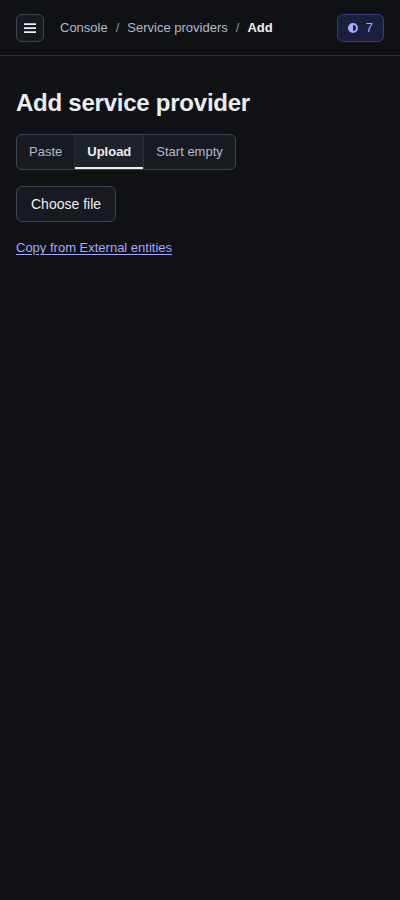 Console / Service providers / Add
7
Add service provider
Paste
Upload
Start empty
Choose file
Copy from External entities